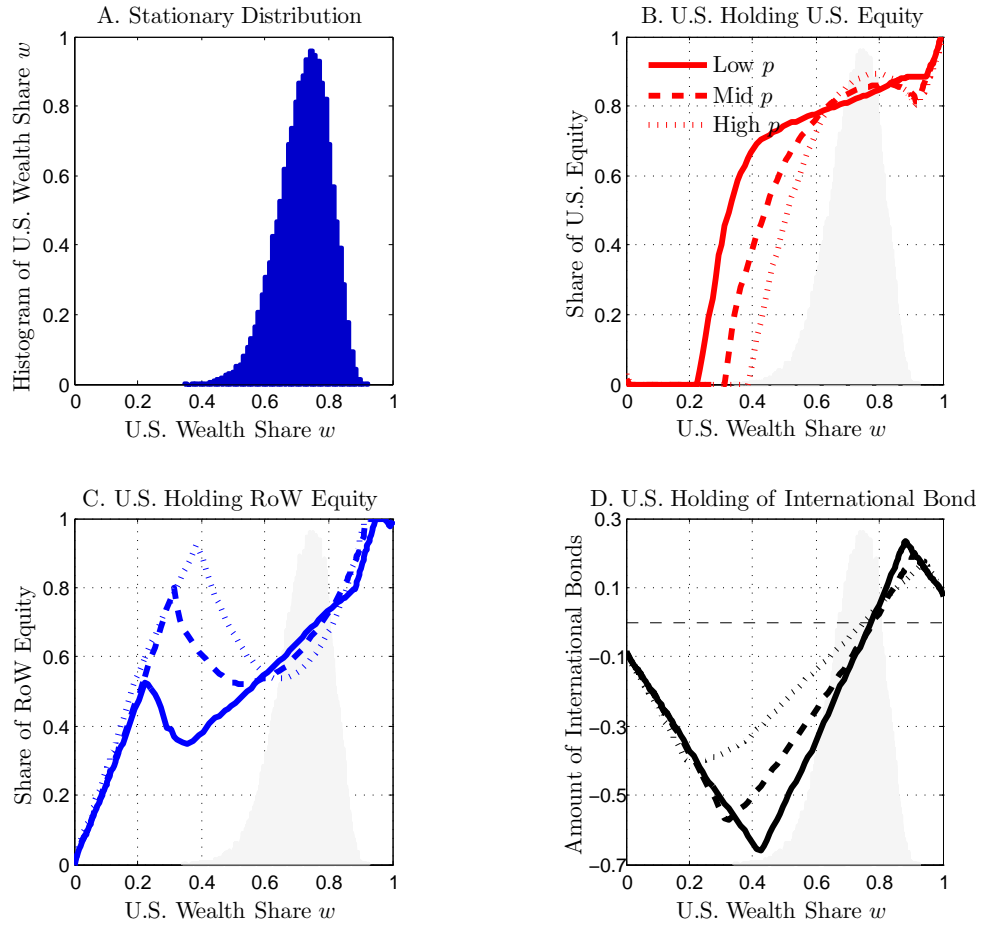 A. Stationary Distribution
Histogram of U.S. Wealth Share w
1
0.8
0.6
0.4
0.2
0
0 0.2 0.4 0.6 0.8 1
U.S. Wealth Share w
B. U.S. Holding U.S. Equity
Share of U.S. Equity
1
0.8
0.6
0.4
0.2
0
Low p
Mid p
High p
0 0.2 0.4 0.6 0.8 1
U.S. Wealth Share w
C. U.S. Holding RoW Equity
Share of RoW Equity
1
0.8
0.6
0.4
0.2
0
0 0.2 0.4 0.6 0.8 1
U.S. Wealth Share w
D. U.S. Holding of International Bond
Amount of International Bonds
0.3
0.1
−0.1
−0.3
−0.5
−0.7
0 0.2 0.4 0.6 0.8 1
U.S. Wealth Share w